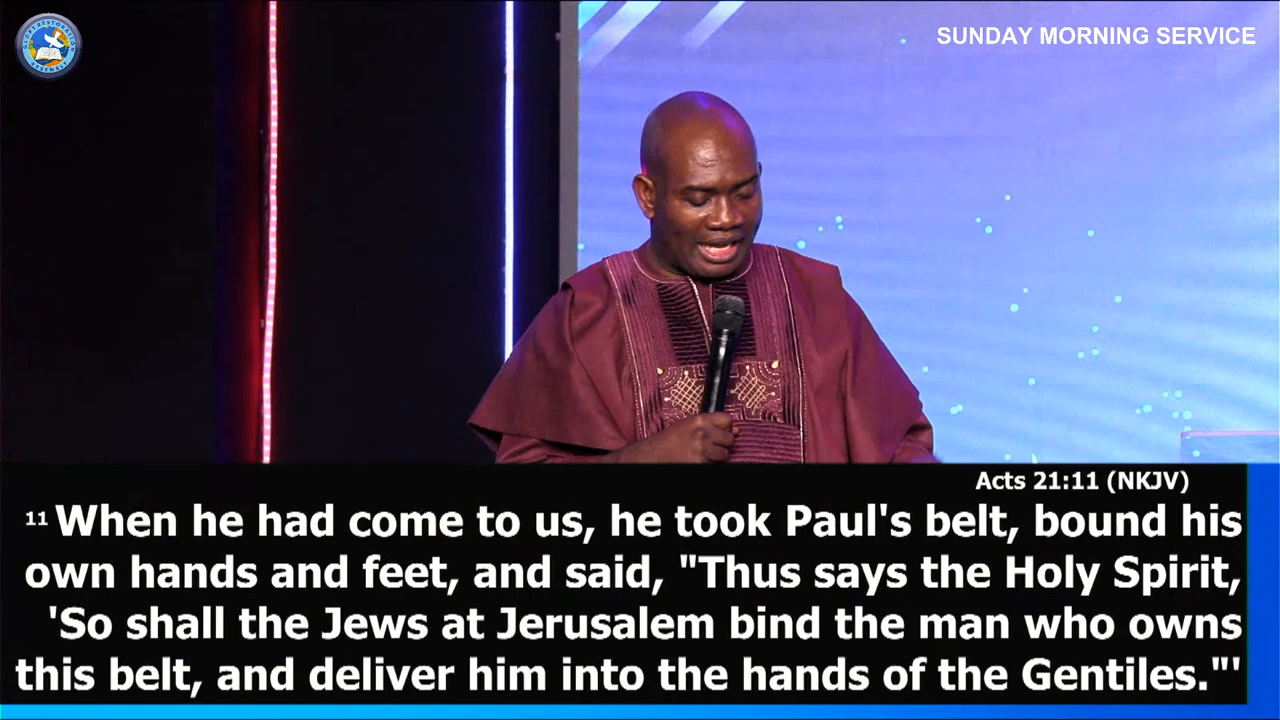 SUNDAY MORNING SERVICE
Acts 21:11 (NKJV)
11 When he had come to us, he took Paul's belt, bound his
own hands and feet, and said, "Thus says the Holy Spirit,
'So shall the Jews at Jerusalem bind the man who owns
this belt, and deliver him into the hands of the Gentiles."'